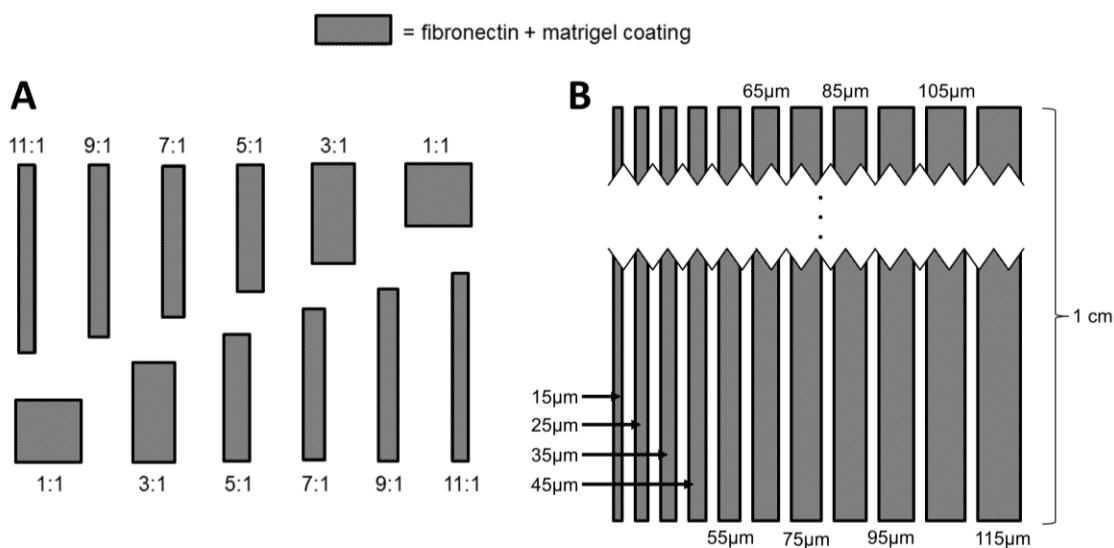 = fibronectin + matrigel coating
A
11:1 9:1 7:1 5:1 3:1 1:1
1:1 3:1 5:1 7:1 9:1 11:1
B
65µm 85µm 105µm
1 cm
15µm
25µm
35µm
45µm
55µm 75µm 95µm 115µm